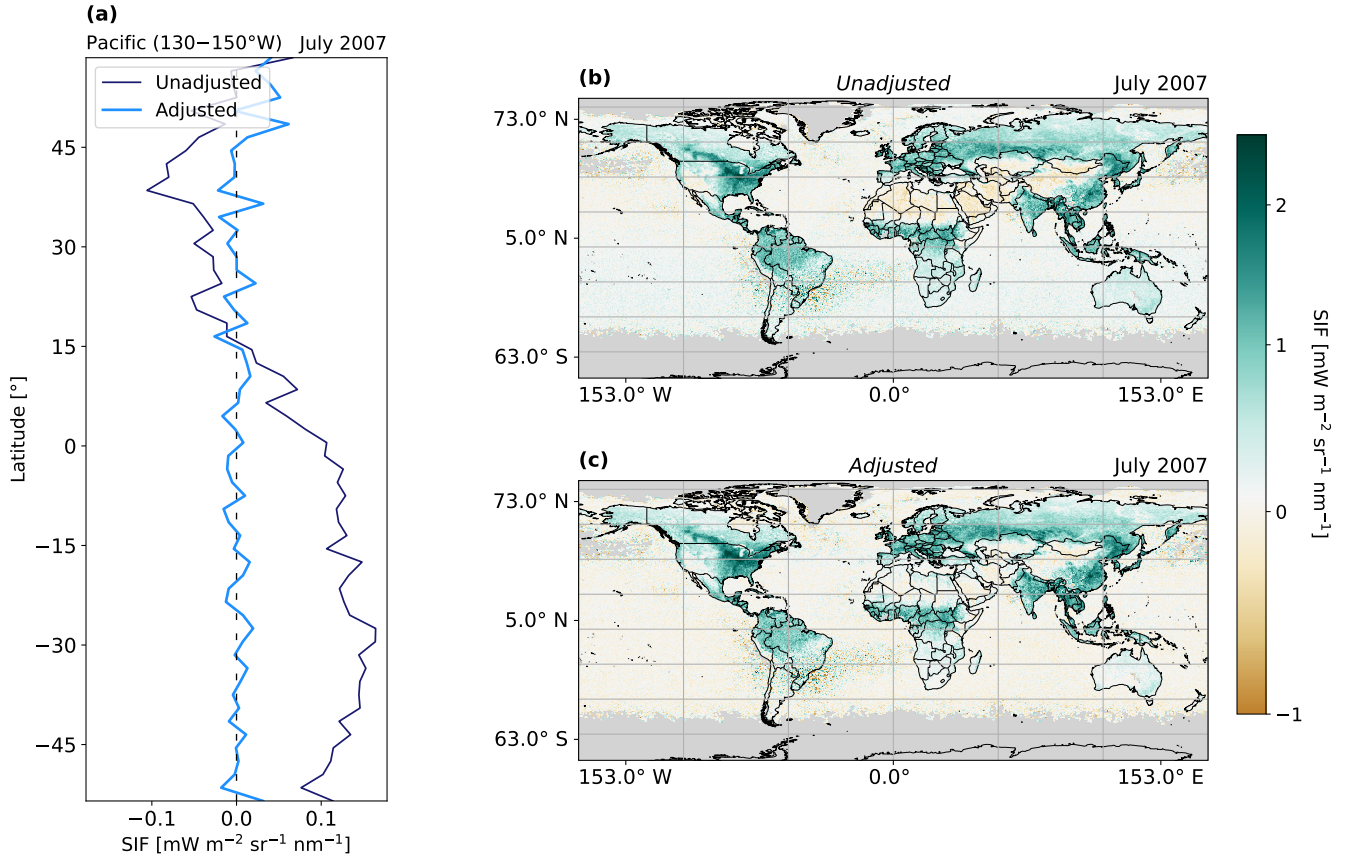 (a)
Pacific (130−150°W) July 2007
Unadjusted
Adjusted
45
30
15
0
−15
−30
−45
Latitude [°]
−0.1 0.0 0.1
SIF [mW m⁻² sr⁻¹ nm⁻¹]
(b) Unadjusted July 2007
73.0° N
5.0° N
63.0° S
153.0° W 0.0° 153.0° E
(c) Adjusted July 2007
73.0° N
5.0° N
63.0° S
153.0° W 0.0° 153.0° E
2
1
0
−1
SIF [mW m⁻² sr⁻¹ nm⁻¹]